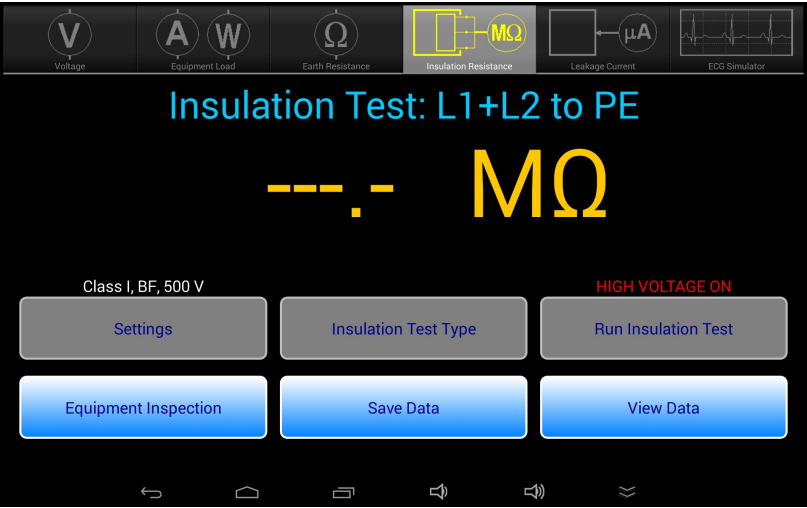 V
A W
Ω
MΩ
μA
Voltage
Equipment Load
Earth Resistance
Insulation Resistance
Leakage Current
ECG Simulator
Insulation Test: L1+L2 to PE
---.- MΩ
Class I, BF, 500 V
HIGH VOLTAGE ON
Settings
Insulation Test Type
Run Insulation Test
Equipment Inspection
Save Data
View Data